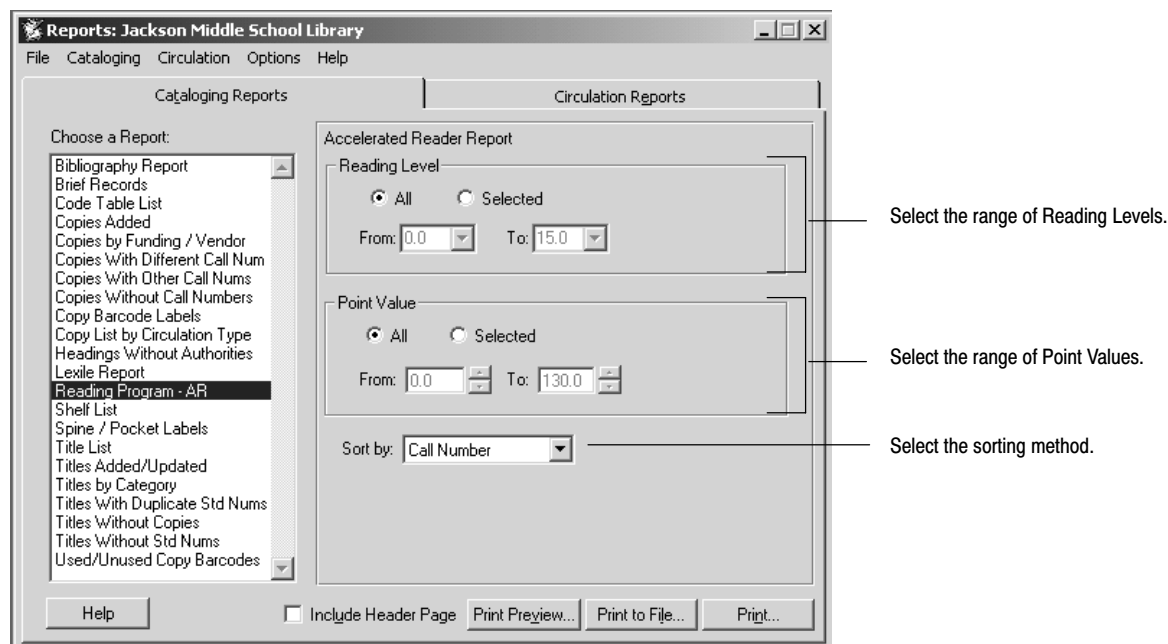 Reports: Jackson Middle School Library
File Cataloging Circulation Options Help
Cataloging Reports
Circulation Reports
Choose a Report:
Bibliography Report
Brief Records
Code Table List
Copies Added
Copies by Funding / Vendor
Copies With Different Call Num
Copies With Other Call Nums
Copies Without Call Numbers
Copy Barcode Labels
Copy List by Circulation Type
Headings Without Authorities
Lexile Report
Reading Program - AR
Shelf List
Spine / Pocket Labels
Title List
Titles Added/Updated
Titles by Category
Titles With Duplicate Std Nums
Titles Without Copies
Titles Without Std Nums
Used/Unused Copy Barcodes
Accelerated Reader Report
Reading Level
All Selected
From: 0.0 To: 15.0
Select the range of Reading Levels.
Point Value
All Selected
From: 0.0 To: 130.0
Select the range of Point Values.
Sort by: Call Number
Select the sorting method.
Help
Include Header Page
Print Preview...
Print to File...
Print...